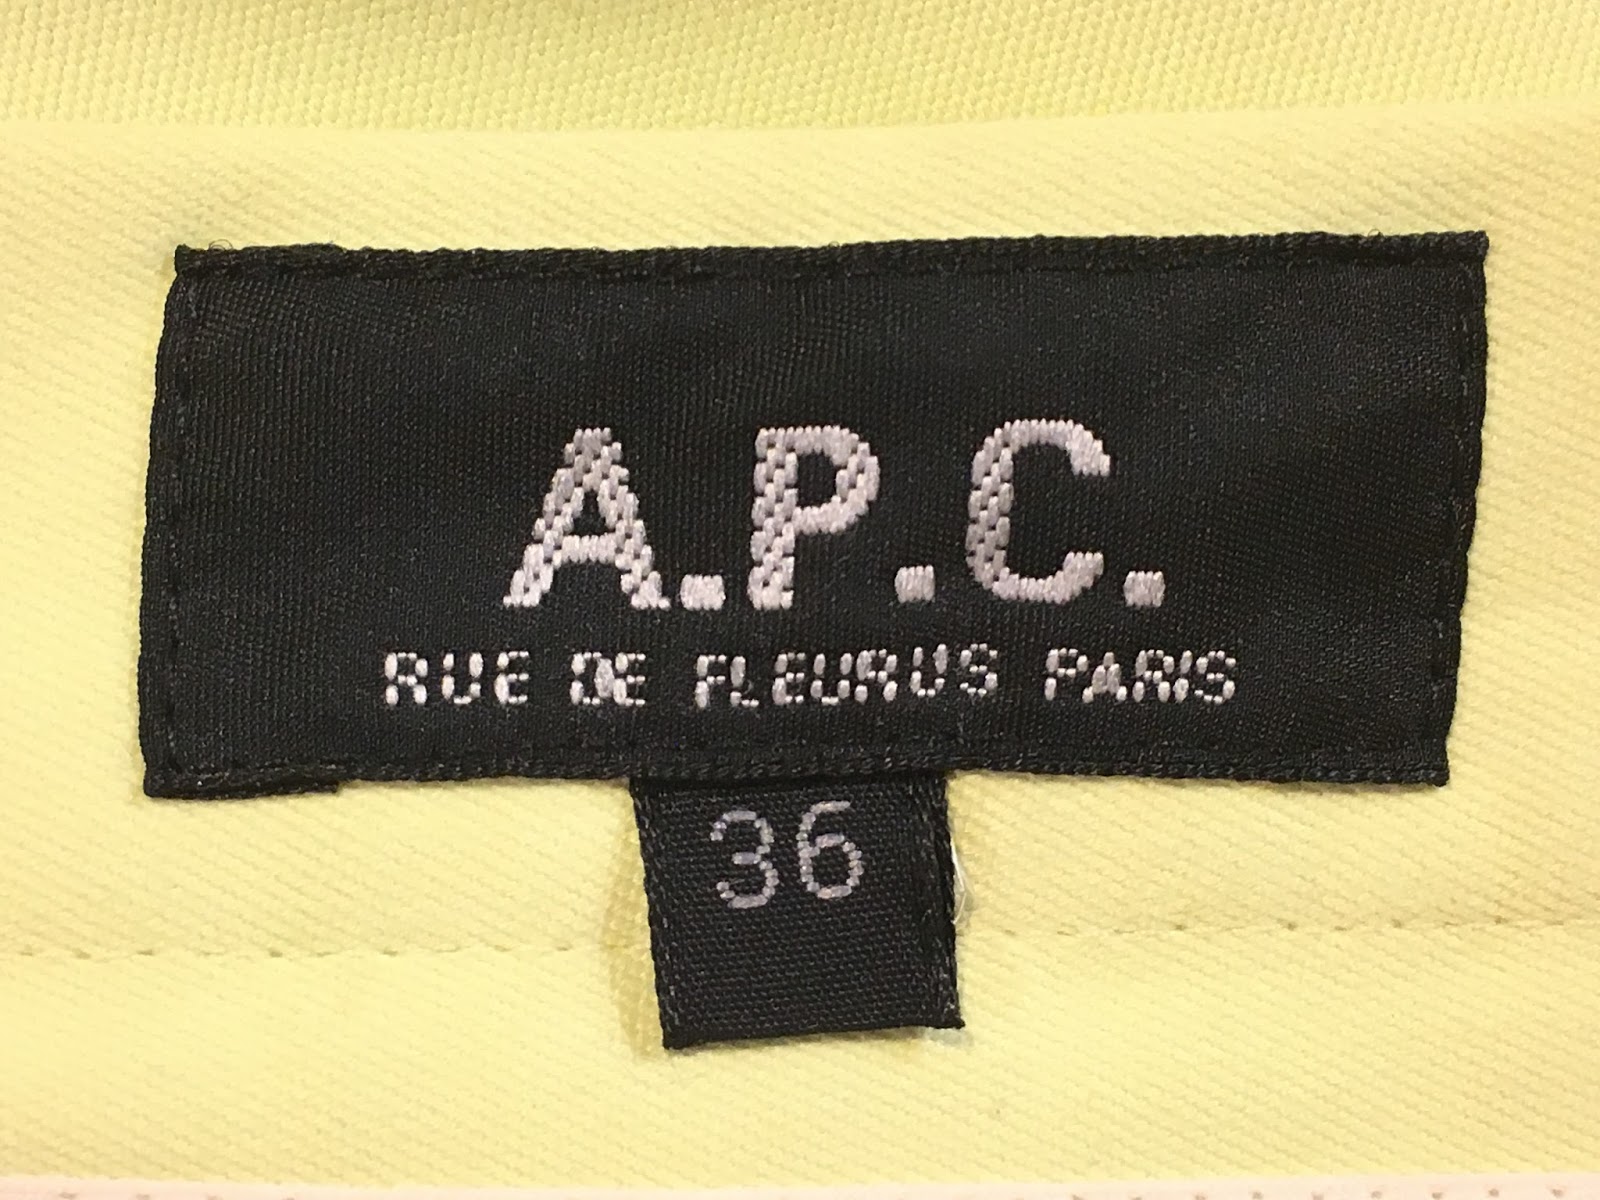 A.P.C.
RUE DE FLEURUS PARIS
36